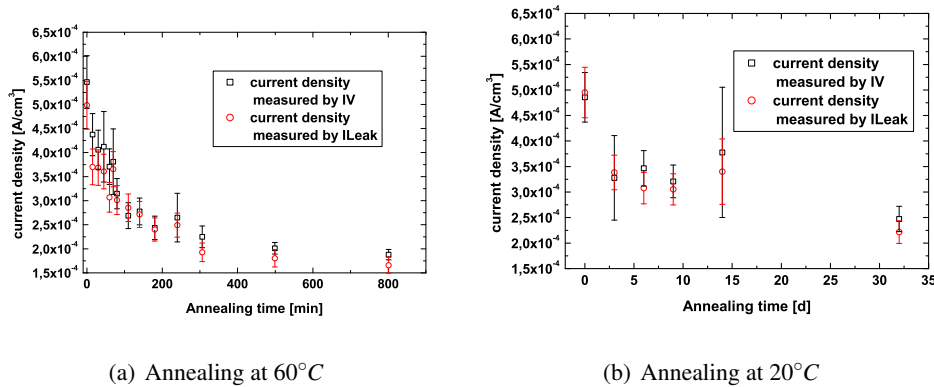 6,5x10⁻⁴
6,0x10⁻⁴
5,5x10⁻⁴
5,0x10⁻⁴
4,5x10⁻⁴
4,0x10⁻⁴
3,5x10⁻⁴
3,0x10⁻⁴
2,5x10⁻⁴
2,0x10⁻⁴
1,5x10⁻⁴
current density [A/cm³]
current density
measured by IV
current density
measured by ILeak
0 200 400 600 800
Annealing time [min]
(a) Annealing at 60°C
6,5x10⁻⁴
6,0x10⁻⁴
5,5x10⁻⁴
5,0x10⁻⁴
4,5x10⁻⁴
4,0x10⁻⁴
3,5x10⁻⁴
3,0x10⁻⁴
2,5x10⁻⁴
2,0x10⁻⁴
1,5x10⁻⁴
current density [A/cm³]
current density
measured by IV
current density
measured by ILeak
0 5 10 15 20 25 30 35
Annealing time [d]
(b) Annealing at 20°C